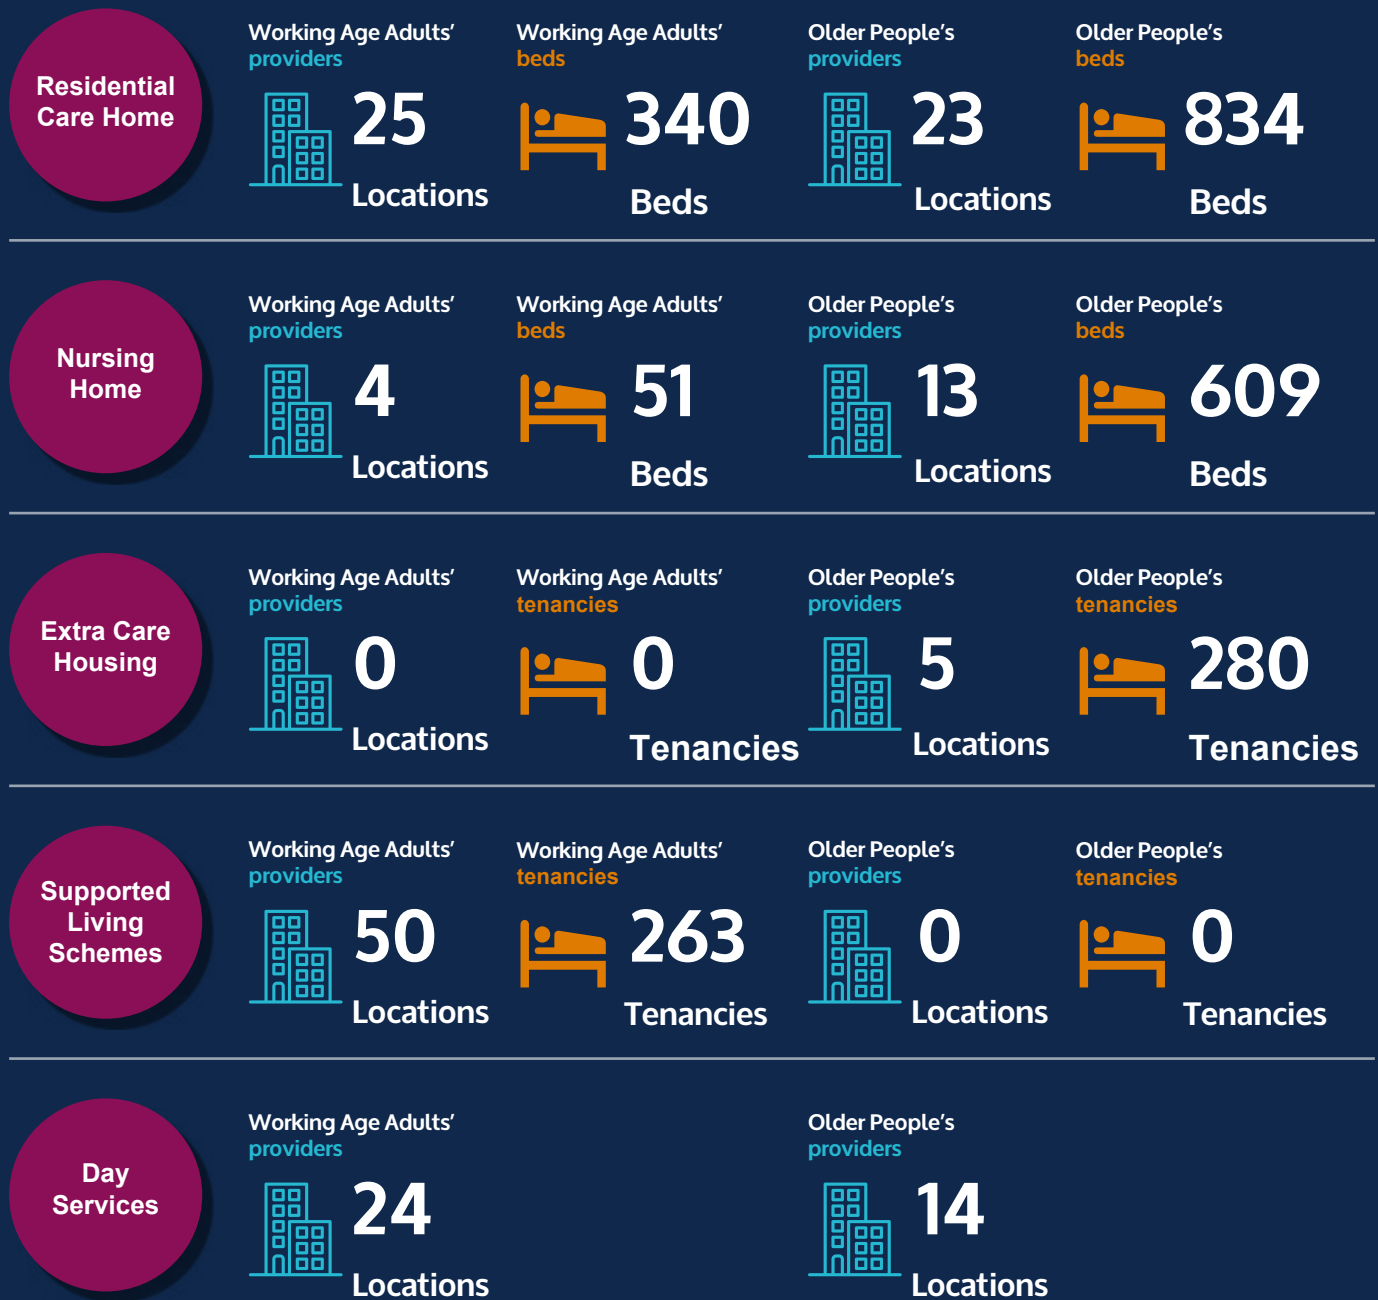 Residential
Care Home
Working Age Adults’
providers
25
Locations
Working Age Adults’
beds
340
Beds
Older People’s
providers
23
Locations
Older People’s
beds
834
Beds
Nursing
Home
Working Age Adults’
providers
4
Locations
Working Age Adults’
beds
51
Beds
Older People’s
providers
13
Locations
Older People’s
beds
609
Beds
Extra Care
Housing
Working Age Adults’
providers
0
Locations
Working Age Adults’
tenancies
0
Tenancies
Older People’s
providers
5
Locations
Older People’s
tenancies
280
Tenancies
Supported
Living
Schemes
Working Age Adults’
providers
50
Locations
Working Age Adults’
tenancies
263
Tenancies
Older People’s
providers
0
Locations
Older People’s
tenancies
0
Tenancies
Day
Services
Working Age Adults’
providers
24
Locations
Older People’s
providers
14
Locations